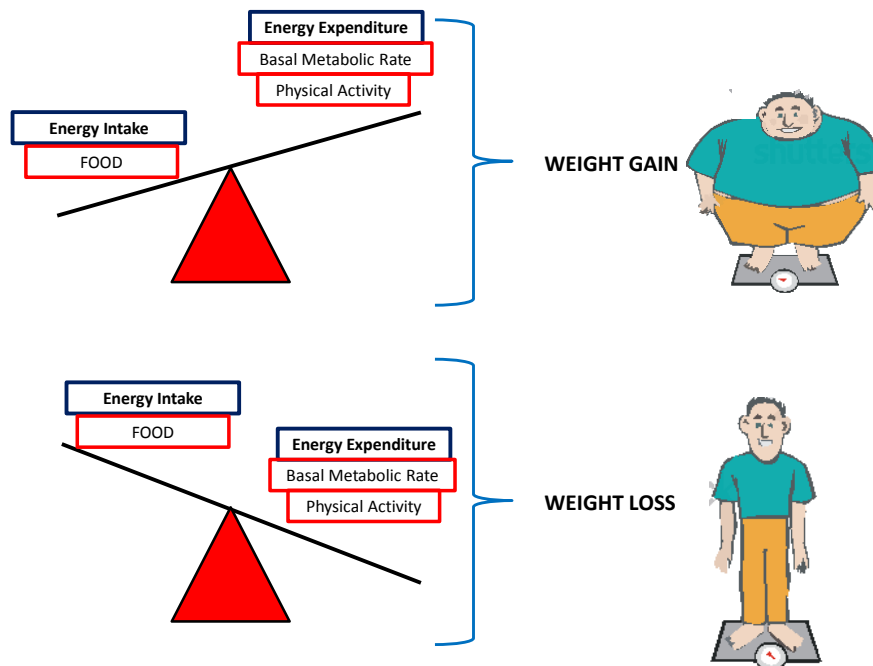 Energy Expenditure
Basal Metabolic Rate
Physical Activity
Energy Intake
FOOD
WEIGHT GAIN
shutters
Energy Intake
FOOD
Energy Expenditure
Basal Metabolic Rate
Physical Activity
WEIGHT LOSS